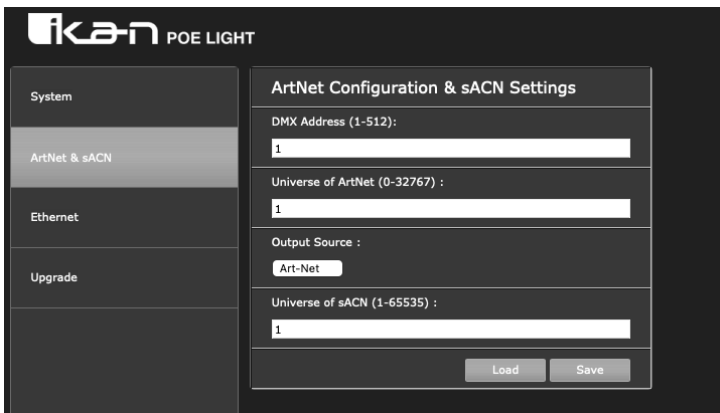 ikan POE LIGHT
System
ArtNet & sACN
Ethernet
Upgrade
ArtNet Configuration & sACN Settings
DMX Address (1-512):
1
Universe of ArtNet (0-32767) :
1
Output Source :
Art-Net
Universe of sACN (1-65535) :
1
Load Save